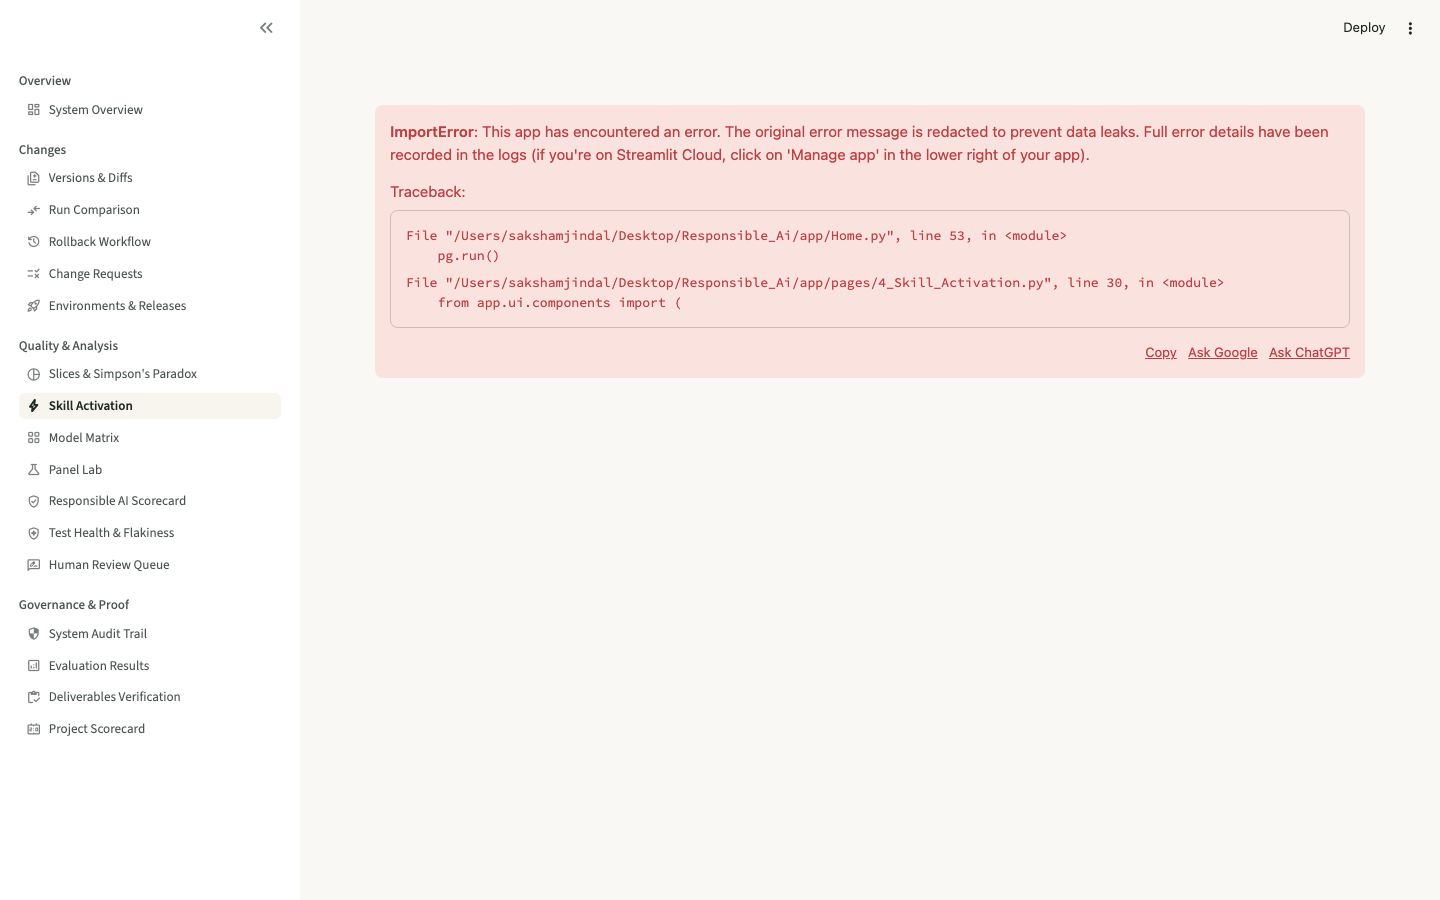 Deploy
Overview
System Overview
Changes
Versions & Diffs
Run Comparison
Rollback Workflow
Change Requests
Environments & Releases
Quality & Analysis
Slices & Simpson's Paradox
Skill Activation
Model Matrix
Panel Lab
Responsible AI Scorecard
Test Health & Flakiness
Human Review Queue
Governance & Proof
System Audit Trail
Evaluation Results
Deliverables Verification
Project Scorecard
ImportError: This app has encountered an error. The original error message is redacted to prevent data leaks. Full error details have been
recorded in the logs (if you're on Streamlit Cloud, click on 'Manage app' in the lower right of your app).
Traceback:
File "/Users/sakshamjindal/Desktop/Responsible_Ai/app/Home.py", line 53, in <module>
    pg.run()
File "/Users/sakshamjindal/Desktop/Responsible_Ai/app/pages/4_Skill_Activation.py", line 30, in <module>
    from app.ui.components import (
Copy Ask Google Ask ChatGPT